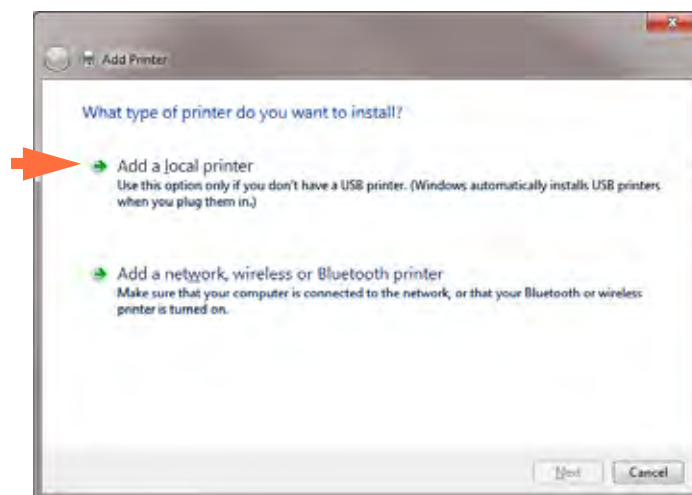 Add Printer
What type of printer do you want to install?
Add a local printer
Use this option only if you don't have a USB printer. (Windows automatically installs USB printers
when you plug them in.)
Add a network, wireless or Bluetooth printer
Make sure that your computer is connected to the network, or that your Bluetooth or wireless
printer is turned on.
Next
Cancel